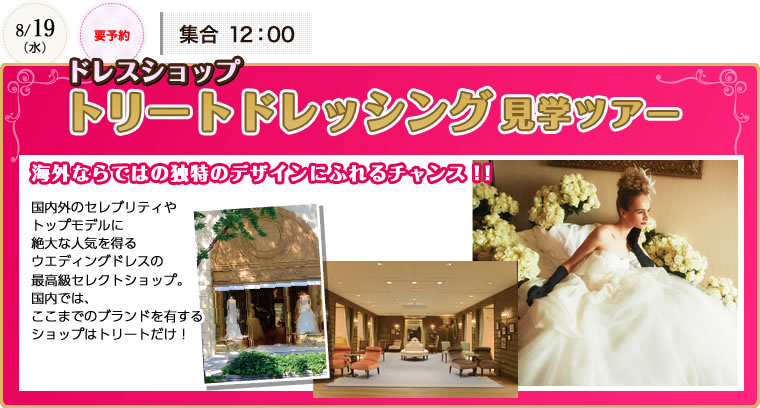 8/19
(水)
要予約
集合 12:00
ドレスショップ
トリートドレッシング 見学ツアー
海外ならではの独特のデザインにふれるチャンス!!
国内外のセレブリティや
トップモデルに
絶大な人気を得る
ウエディングドレスの
最高級セレクトショップ。
国内では、
ここまでのブランドを有する
ショップはトリートだけ！